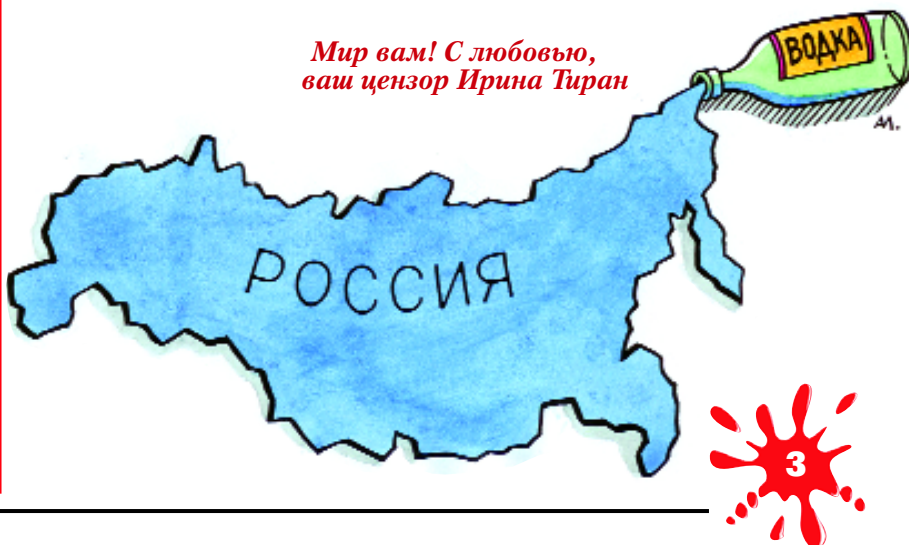 Мир вам! С любовью,
ваш цензор Ирина Тиран
ВОДКА
АЛ.
РОССИЯ
3